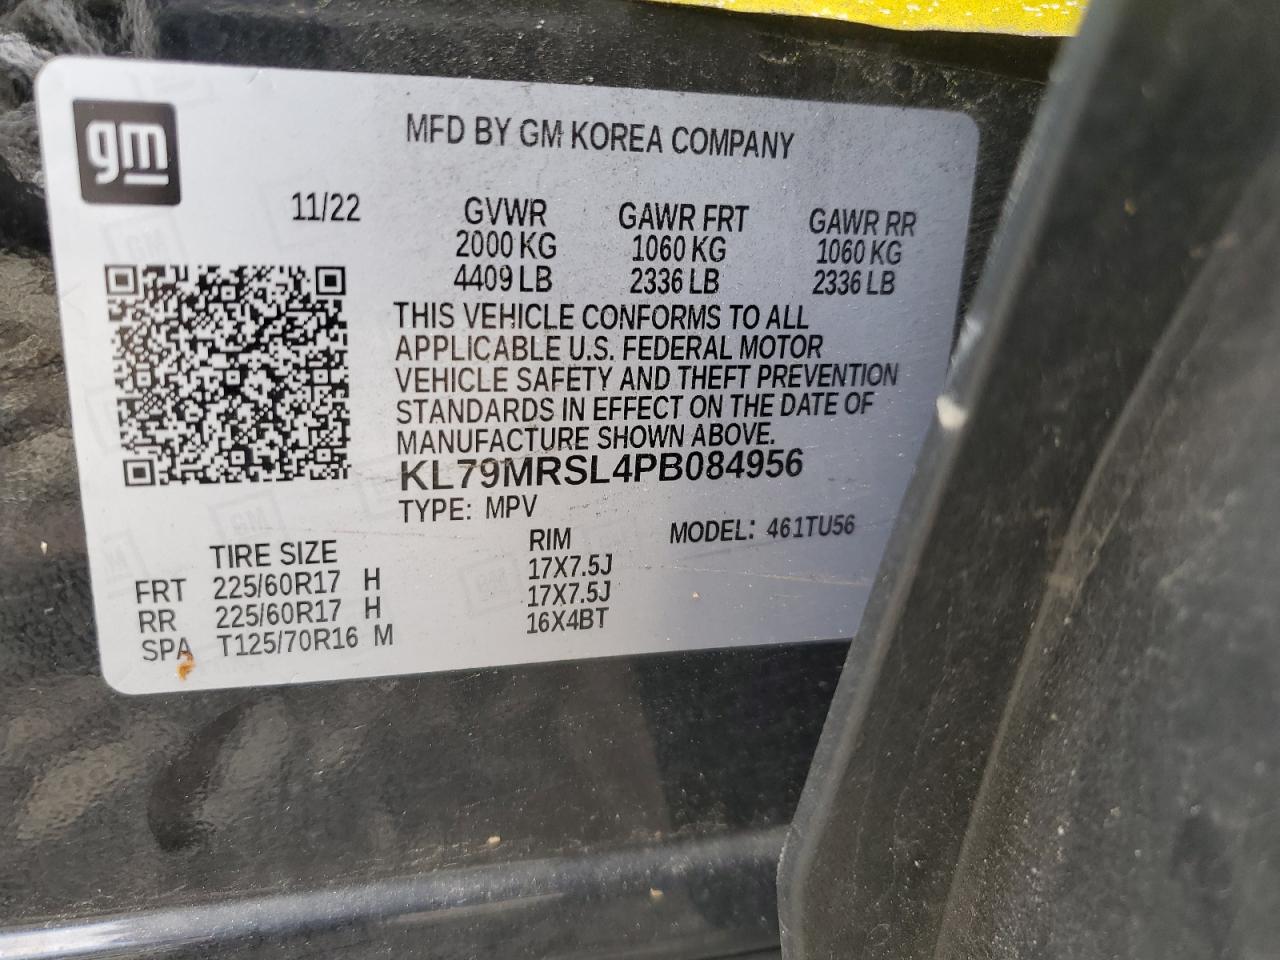 gm
MFD BY GM KOREA COMPANY
11/22
GVWR GAWR FRT GAWR RR
2000 KG 1060 KG 1060 KG
4409 LB 2336 LB 2336 LB
THIS VEHICLE CONFORMS TO ALL
APPLICABLE U.S. FEDERAL MOTOR
VEHICLE SAFETY AND THEFT PREVENTION
STANDARDS IN EFFECT ON THE DATE OF
MANUFACTURE SHOWN ABOVE.
KL79MRSL4PB084956
TYPE: MPV MODEL: 461TU56
TIRE SIZE RIM
FRT 225/60R17 H 17X7.5J
RR 225/60R17 H 17X7.5J
SPA T125/70R16 M 16X4BT